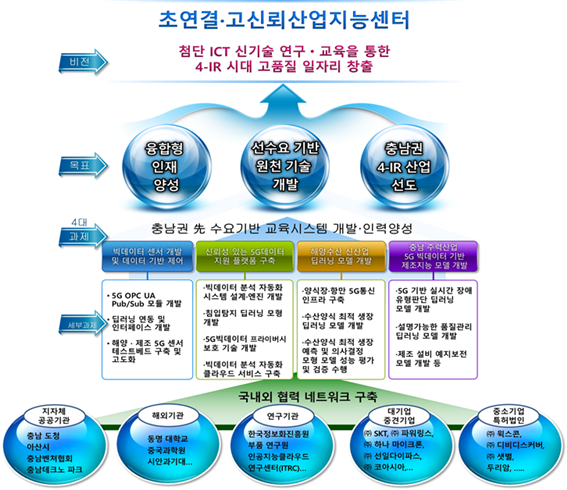 초연결·고신뢰산업지능센터
비전
첨단 ICT 신기술 연구·교육을 통한
4-IR 시대 고품질 일자리 창출
목표
융합형
인재
양성
선수요 기반
원천 기술
개발
충남권
4-IR 산업
선도
4대
과제
충남권 先 수요기반 교육시스템 개발·인력양성
빅데이터 센서 개발
및 데이터 기반 제어
신뢰성 있는 5G데이터
지원 플랫폼 구축
해양수산 신산업
딥러닝 모델 개발
충남 주력산업
5G 빅데이터 기반
제조지능 모델 개발
세부과제
• 5G OPC UA
Pub/Sub 모듈 개발
• 딥러닝 연동 및
인터페이스 개발
• 해양·제조 5G 센서
테스트베드 구축 및
고도화
•빅데이터 분석 자동화
시스템 설계·엔진 개발
•침입탐지 딥러닝 모형
개발
•5G빅데이터 프라이버시
보호 기술 개발
•빅데이터 분석 자동화
클라우드 서비스 구축
•양식장·항만 5G통신
인프라 구축
•수산양식 최적 생장
딥러닝 모델 개발
•수산양식 최적 생장
예측 및 의사결정
모형 모델 성능 평가
및 검증 수행
•5G 기반 실시간 장애
유형판단 딥러닝
모델 개발
•설명가능한 품질관리
딥러닝 모델 개발
•제조 설비 예지보전
모델 개발 등
국내외 협력 네트워크 구축
지자체
공공기관
충남 도청
아산시
충남벤처협회
충남테크노 파크
해외기관
동명 대학교
중국과학원
시안과기대...
연구기관
한국정보화진흥원
부품 연구원
인공지능클라우드
연구센터(ITRC)...
대기업
중견기업
㈜ SKT, ㈜ 파워링스,
㈜ 하나 마이크론,
㈜ 선일다이파스,
㈜ 코아시아,...
중소기업
특허법인
㈜ 윅스콘,
㈜ 디비디스커버,
㈜ 샛별,
두리암, .....